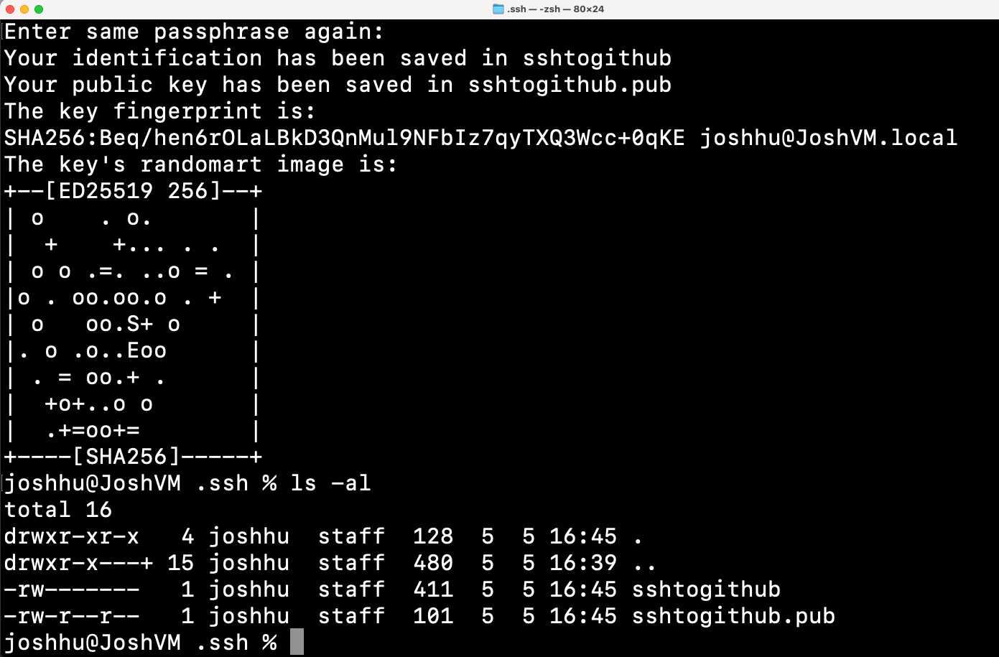 .ssh — -zsh — 80×24
Enter same passphrase again:
Your identification has been saved in sshtogithub
Your public key has been saved in sshtogithub.pub
The key fingerprint is:
SHA256:Beq/hen6rOLaLBkD3QnMul9NFbIz7qyTXQ3Wcc+0qKE joshhu@JoshVM.local
The key's randomart image is:
+--[ED25519 256]--+
| o    . o.       |
|  +    +... . .  |
| o o .=. ..o = . |
|o . oo.oo.o . +  |
| o   oo.S+ o     |
|. o .o..Eoo      |
| . = oo.+ .      |
|  +o+..o o       |
|  .+=oo+=        |
+----[SHA256]-----+
joshhu@JoshVM .ssh % ls -al
total 16
drwxr-xr-x   4 joshhu  staff  128  5  5 16:45 .
drwxr-x---+ 15 joshhu  staff  480  5  5 16:39 ..
-rw-------   1 joshhu  staff  411  5  5 16:45 sshtogithub
-rw-r--r--   1 joshhu  staff  101  5  5 16:45 sshtogithub.pub
joshhu@JoshVM .ssh %